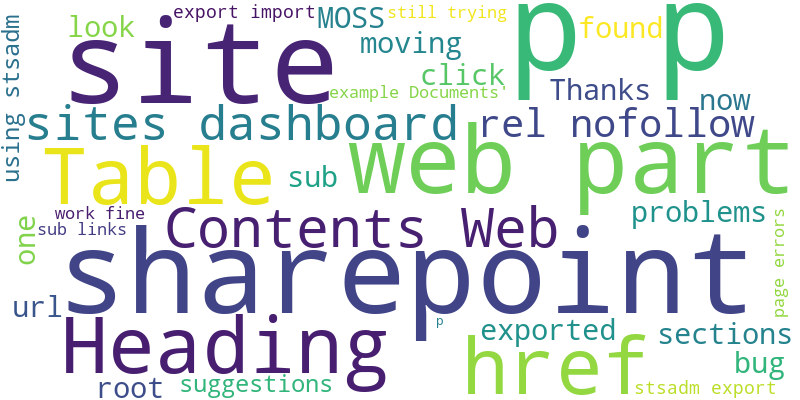 export import
MOSS
still trying
look
site
p p
found
moving
click
example Documents'
Thanks
now
using stsadm
sites dashboard
rel nofollow
Table
sub
web part
one
work fine
sub links
Contents Web
problems
sharepoint
page errors
url
p
Heading
exported
sections
href
bug
root
suggestions
stsadm export